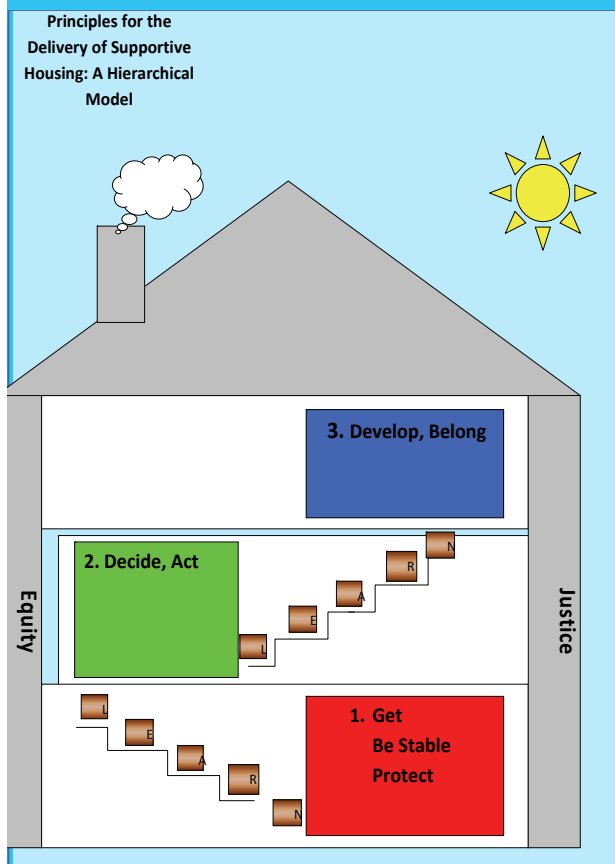 Principles for the
Delivery of Supportive
Housing: A Hierarchical
Model
3. Develop, Belong
2. Decide, Act
L
E
A
R
N
Equity
Justice
L
E
A
R
N
1. Get
Be Stable
Protect